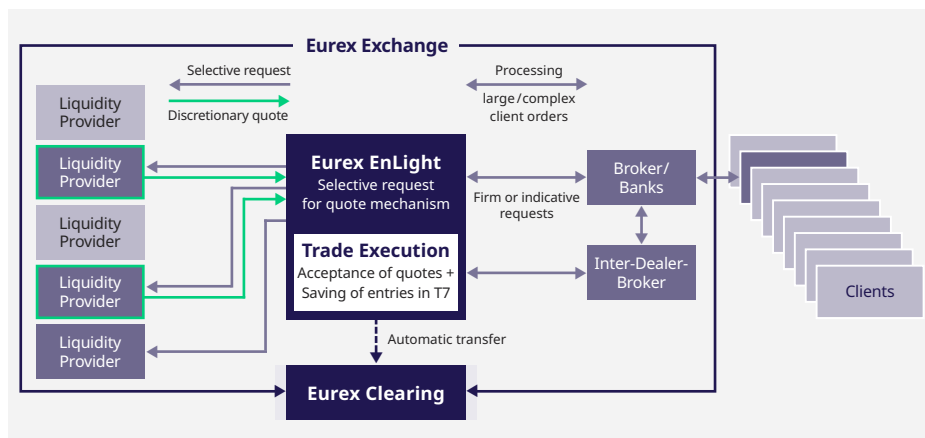 Eurex Exchange
Selective request
Discretionary quote
Processing
large/complex
client orders
Liquidity
Provider
Liquidity
Provider
Liquidity
Provider
Liquidity
Provider
Liquidity
Provider
Eurex EnLight
Selective request
for quote mechanism
Trade Execution
Acceptance of quotes +
Saving of entries in T7
Firm or indicative
requests
Broker/
Banks
Inter-Dealer-
Broker
Clients
Automatic transfer
Eurex Clearing